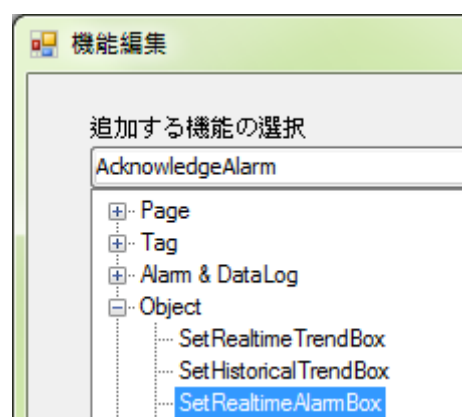 機能編集
追加する機能の選択
AcknowledgeAlarm
Page
Tag
Alarm & DataLog
Object
SetRealtimeTrendBox
SetHistoricalTrendBox
SetRealtimeAlarmBox